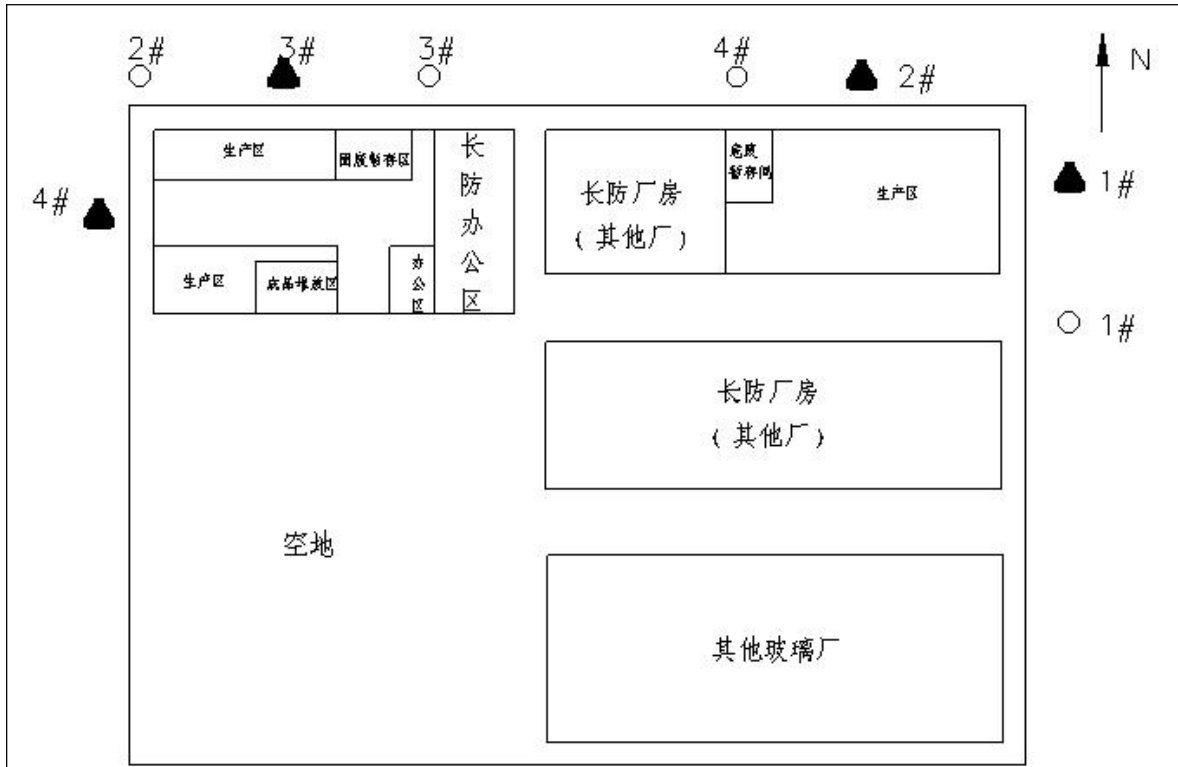 2#
3#
3#
4#
2#
N
1#
4#
1#
生产区
固废暂存区
长防办公区
生产区
成品堆放区
办公区
长防厂房
(其他厂)
危废
暂存间
生产区
长防厂房
(其他厂)
空地
其他玻璃厂